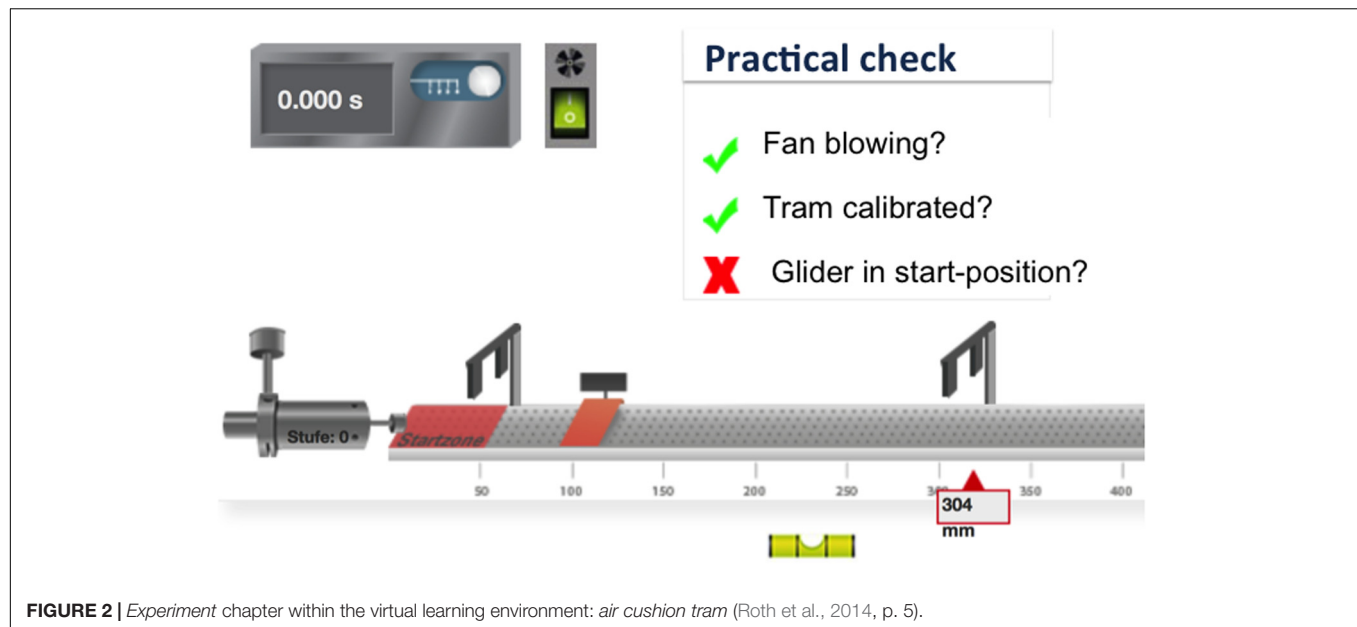 0.000 s
Practical check
Fan blowing?
Tram calibrated?
Glider in start-position?
Stufe: 0
Startzone
50 100 150 200 250 300 350 400
304
mm
FIGURE 2 | Experiment chapter within the virtual learning environment: air cushion tram (Roth et al., 2014, p. 5).